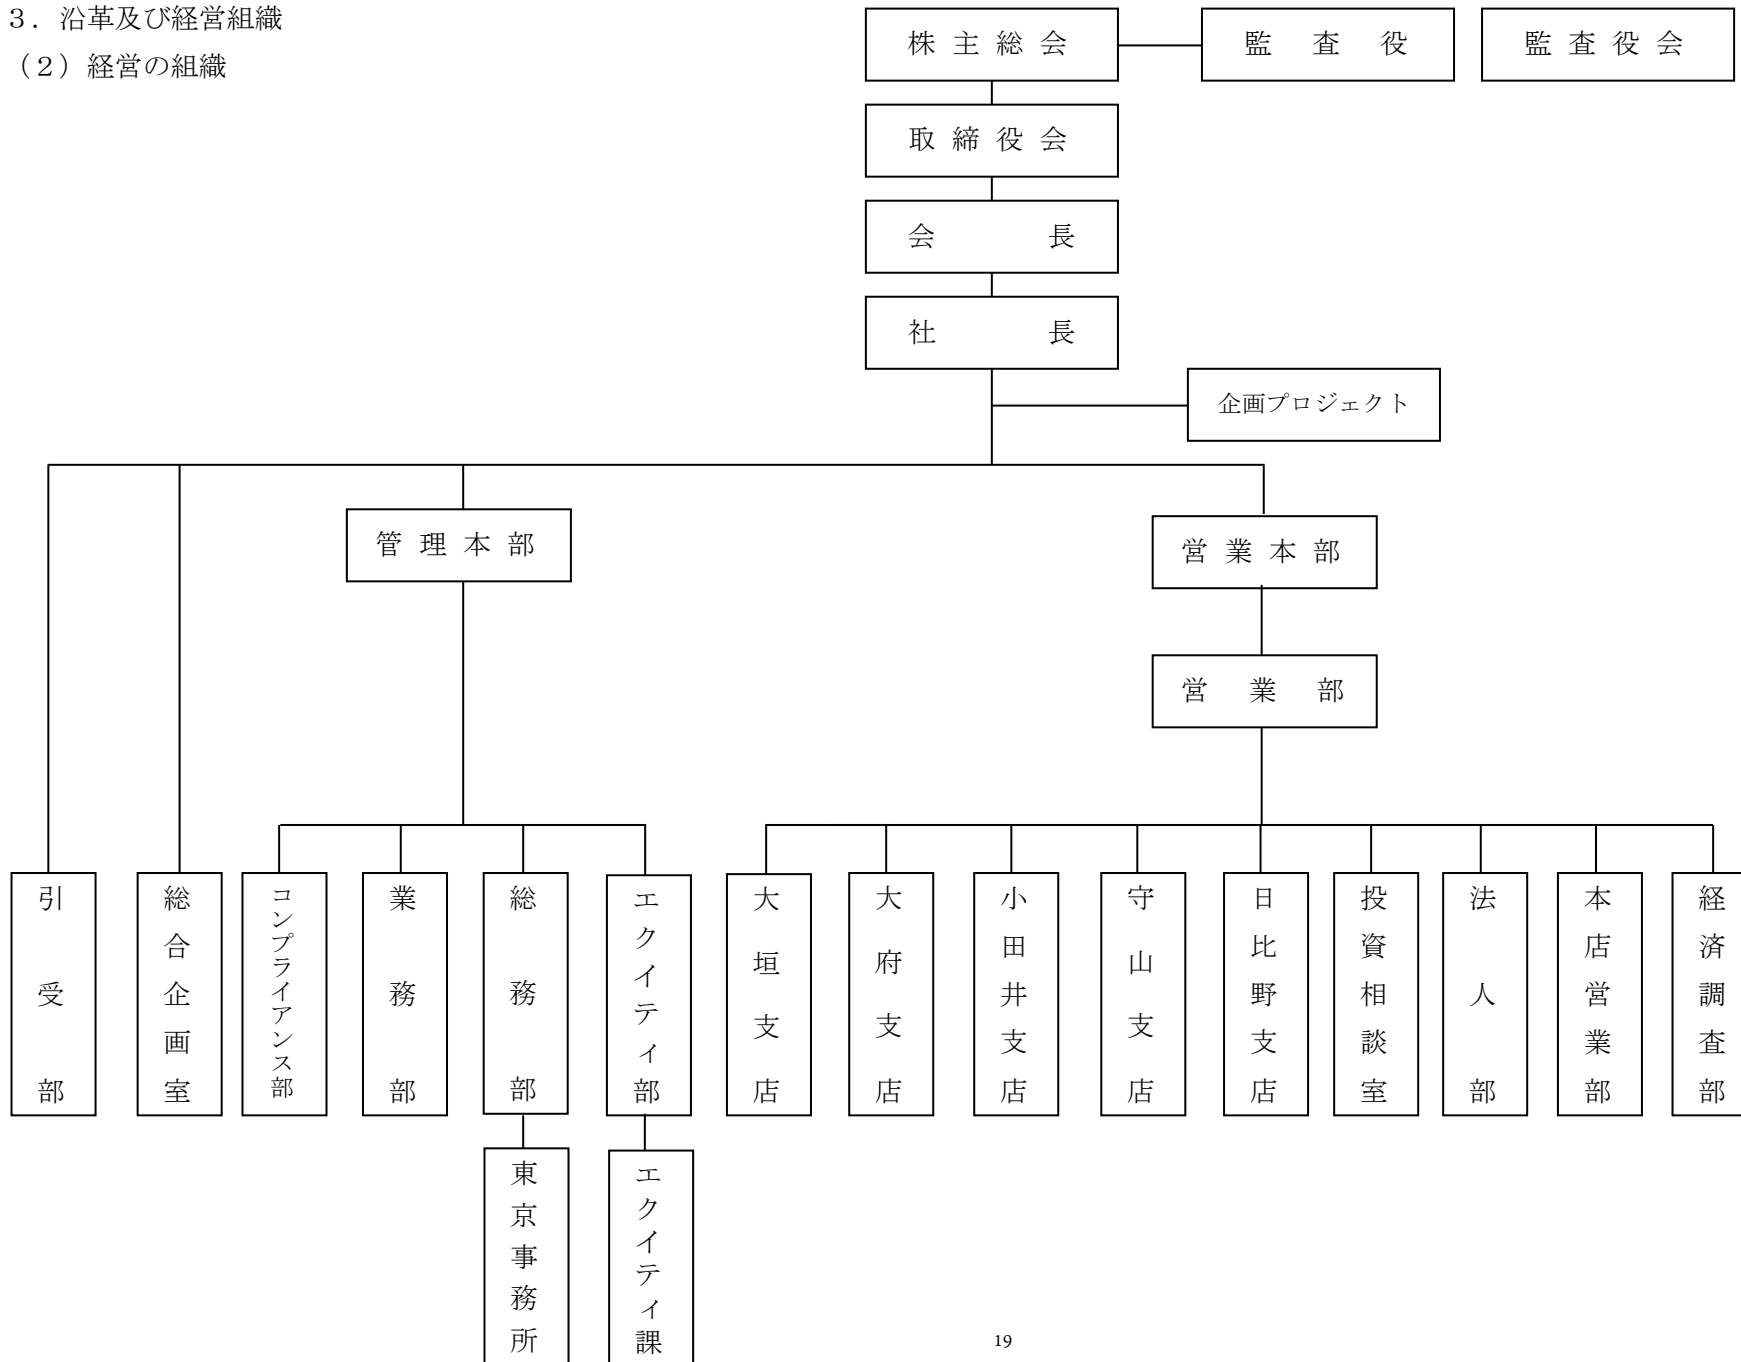 ３．沿革及び経営組織
（２）経営の組織
株主総会
監査役
監査役会
取締役会
会長
社長
企画プロジェクト
管理本部
営業本部
営業部
引受部
総合企画室
コンプライアンス部
業務部
総務部
エクイティ部
大垣支店
大府支店
小田井支店
守山支店
日比野支店
投資相談室
法人部
本店営業部
経済調査部
東京事務所
エクイティ課
19